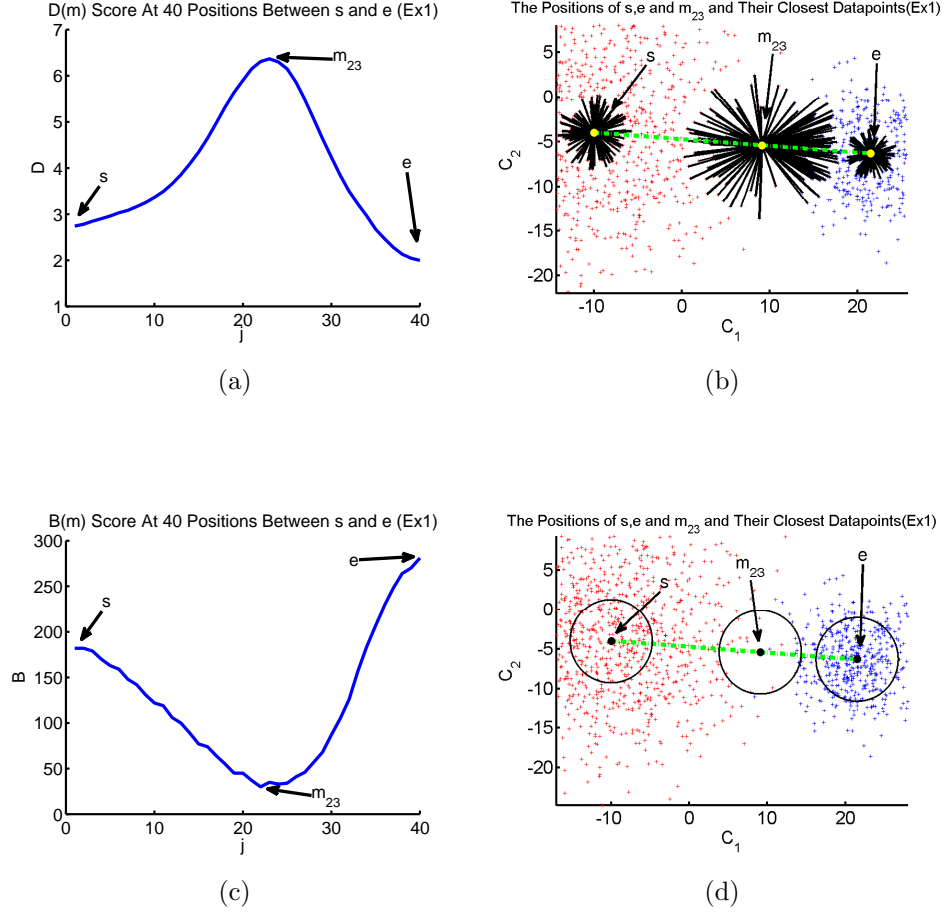 D(m) Score At 40 Positions Between s and e (Ex1)
7
6
5
4
3
2
1
D
0
10
20
30
40
j
s
m23
e
(a)
The Positions of s,e and m23 and Their Closest Datapoints(Ex1)
5
0
-5
-10
-15
-20
C2
-10
0
10
20
C1
s
m23
e
(b)
B(m) Score At 40 Positions Between s and e (Ex1)
300
250
200
150
100
50
0
B
0
10
20
30
40
j
s
m23
e
(c)
The Positions of s,e and m23 and Their Closest Datapoints(Ex1)
5
0
-5
-10
-15
-20
C2
-10
0
10
20
C1
s
m23
e
(d)